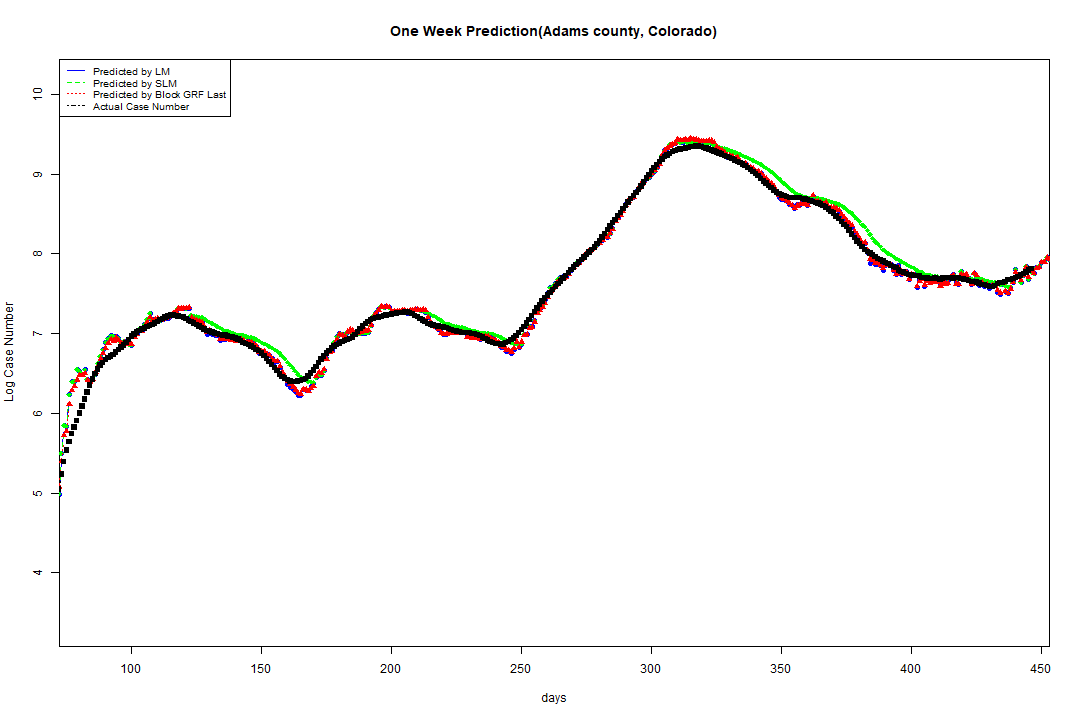 One Week Prediction(Adams county, Colorado)
Predicted by LM
Predicted by SLM
Predicted by Block GRF Last
Actual Case Number
10
9
8
7
6
5
4
Log Case Number
100 150 200 250 300 350 400 450
days